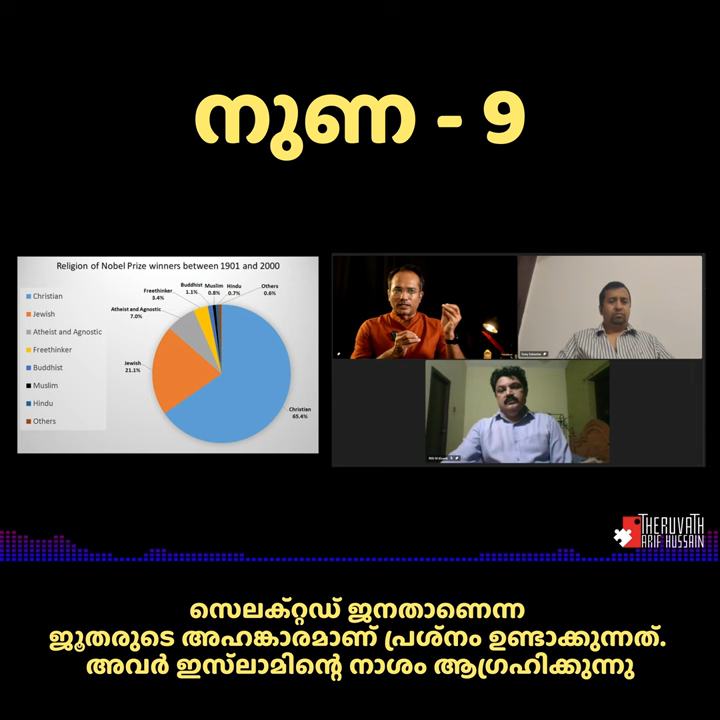 നുണ - 9
Religion of Nobel Prize winners between 1901 and 2000
Christian
Jewish
Atheist and Agnostic
Freethinker
Buddhist
Muslim
Hindu
Others
Freethinker
3.4%
Buddhist
1.1%
Muslim
0.8%
Hindu
0.7%
Others
0.6%
Atheist and Agnostic
7.0%
Jewish
21.1%
Christian
65.4%
THERUVATH
ARIF HUSSAIN
സെലക്റ്റഡ് ജനതാണെന്ന
ജൂതരുടെ അഹങ്കാരമാണ് പ്രശ്നം ഉണ്ടാക്കുന്നത്.
അവർ ഇസ്ലാമിന്റെ നാശം ആഗ്രഹിക്കുന്നു